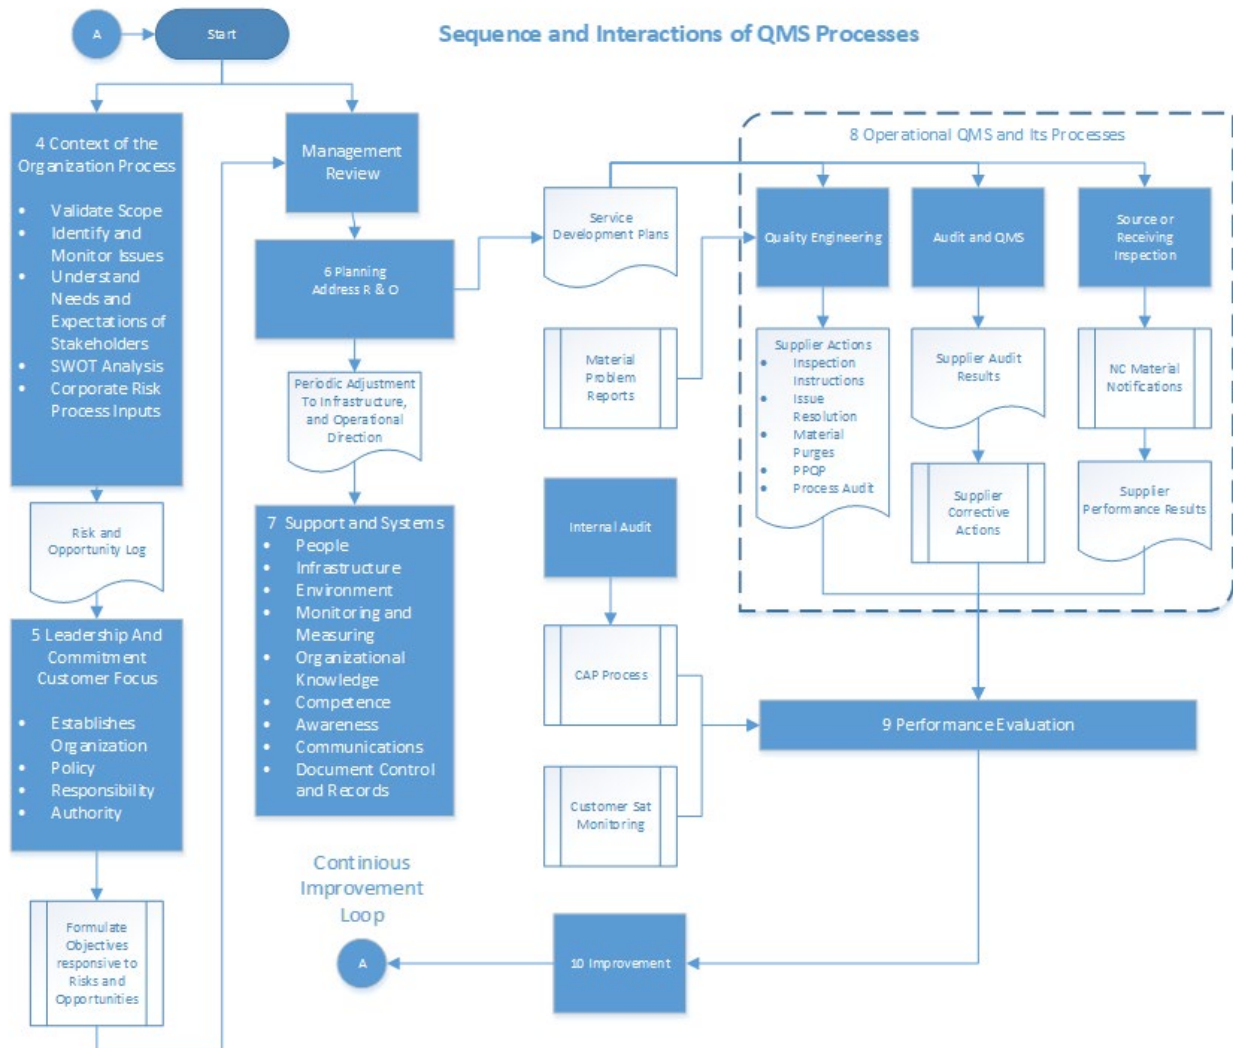 A
Start
Sequence and Interactions of QMS Processes
4 Context of the
Organization Process
• Validate Scope
• Identify and
Monitor Issues
• Understand
Needs and
Expectations of
Stakeholders
• SWOT Analysis
• Corporate Risk
Process Inputs
Risk and
Opportunity Log
5 Leadership And
Commitment
Customer Focus
• Establishes
Organization
• Policy
• Responsibility
• Authority
Formulate
Objectives
responsive to
Risks and
Opportunities
Management
Review
6 Planning
Address R & O
Periodic Adjustment
To Infrastructure,
and Operational
Direction
7 Support and Systems
• People
• Infrastructure
• Environment
• Monitoring and
Measuring
• Organizational
Knowledge
• Competence
• Awareness
• Communications
• Document Control
and Records
Continious
Improvement
Loop
A
Service
Development Plans
Material
Problem
Reports
Internal Audit
CAP Process
Customer Sat
Monitoring
10 Improvement
8 Operational QMS and Its Processes
Quality Engineering
Supplier Actions
• Inspection
Instructions
• Issue
Resolution
• Material
Purges
• PPQP
• Process Audit
Audit and QMS
Supplier Audit
Results
Supplier
Corrective
Actions
Source or
Receiving
Inspection
NC Material
Notifications
Supplier
Performance Results
9 Performance Evaluation